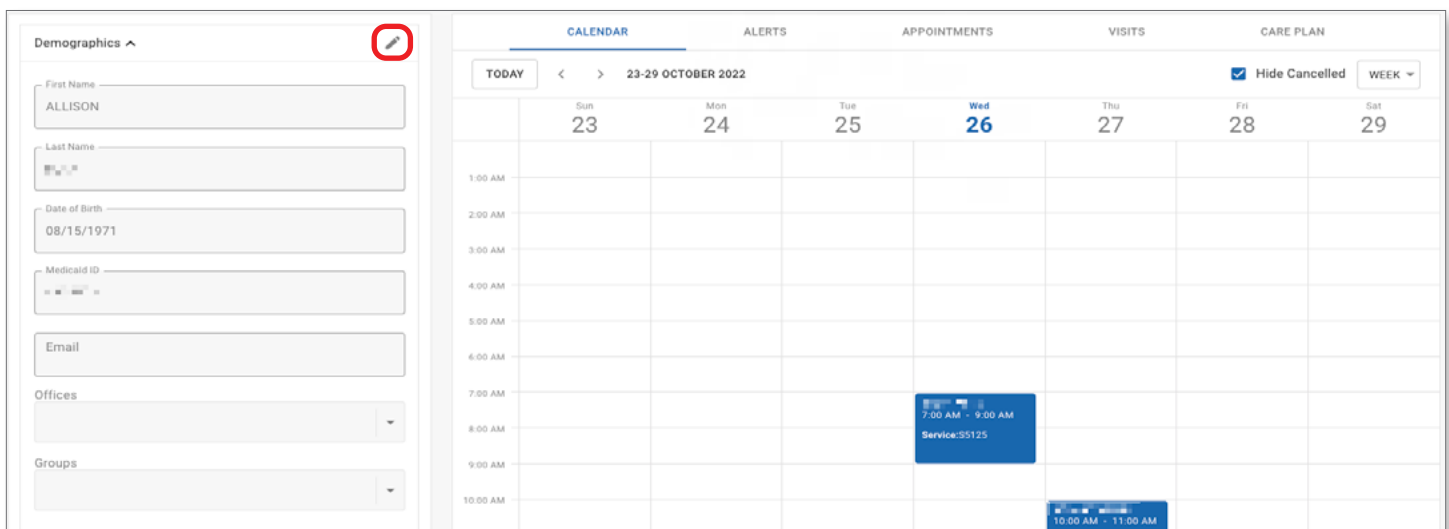 Demographics
First Name
ALLISON
Last Name
Date of Birth
08/15/1971
Medicaid ID
Email
Offices
Groups
CALENDAR ALERTS APPOINTMENTS VISITS CARE PLAN
TODAY < > 23-29 OCTOBER 2022 Hide Cancelled WEEK
Sun Mon Tue Wed Thu Fri Sat
23 24 25 26 27 28 29
1:00 AM
2:00 AM
3:00 AM
4:00 AM
5:00 AM
6:00 AM
7:00 AM
7:00 AM - 9:00 AM
8:00 AM
Service:S5125
9:00 AM
10:00 AM
10:00 AM - 11:00 AM